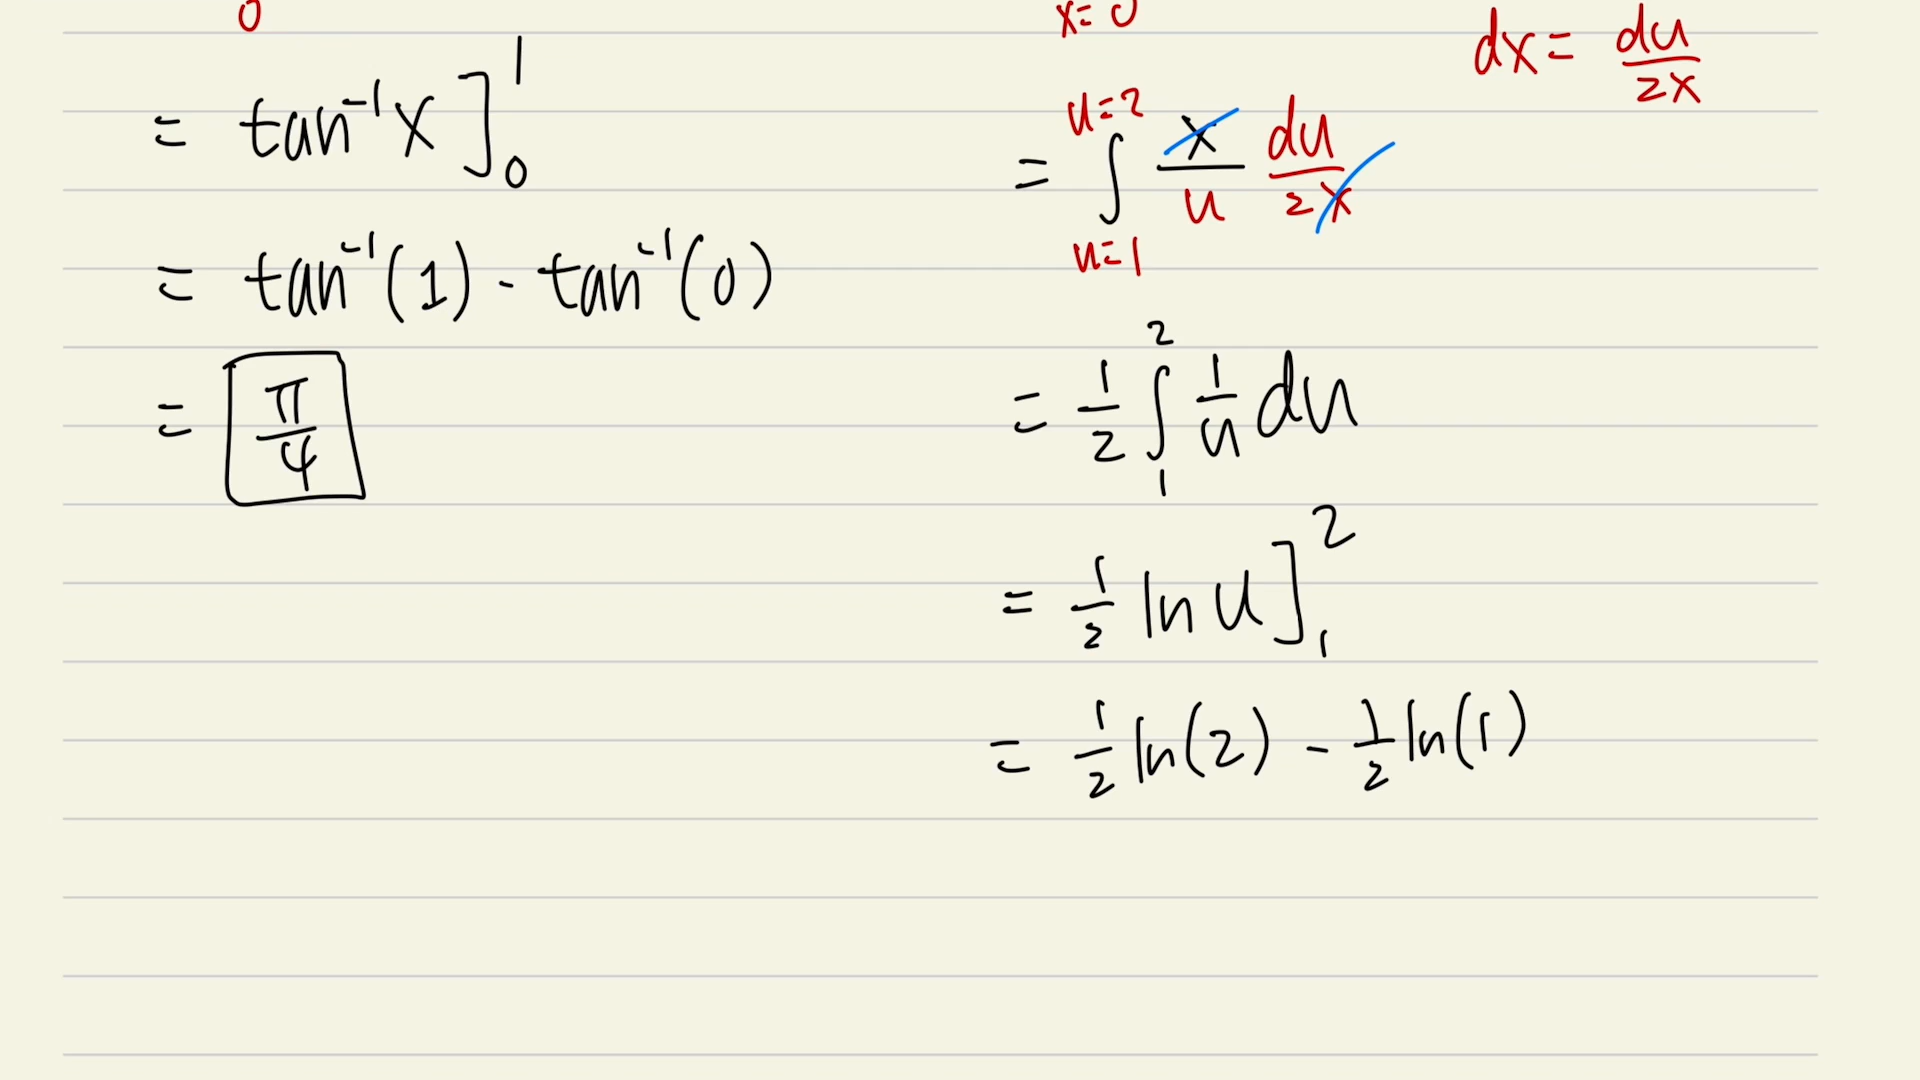 0
= tan⁻¹x ]₀¹
= tan⁻¹(1) - tan⁻¹(0)
= π/4
x=0
dx= du/2x
= ∫_{u=1}^{u=2} x/u du/2x
= 1/2 ∫₁² 1/u du
= 1/2 ln u ]₁²
= 1/2 ln(2) - 1/2 ln(1)